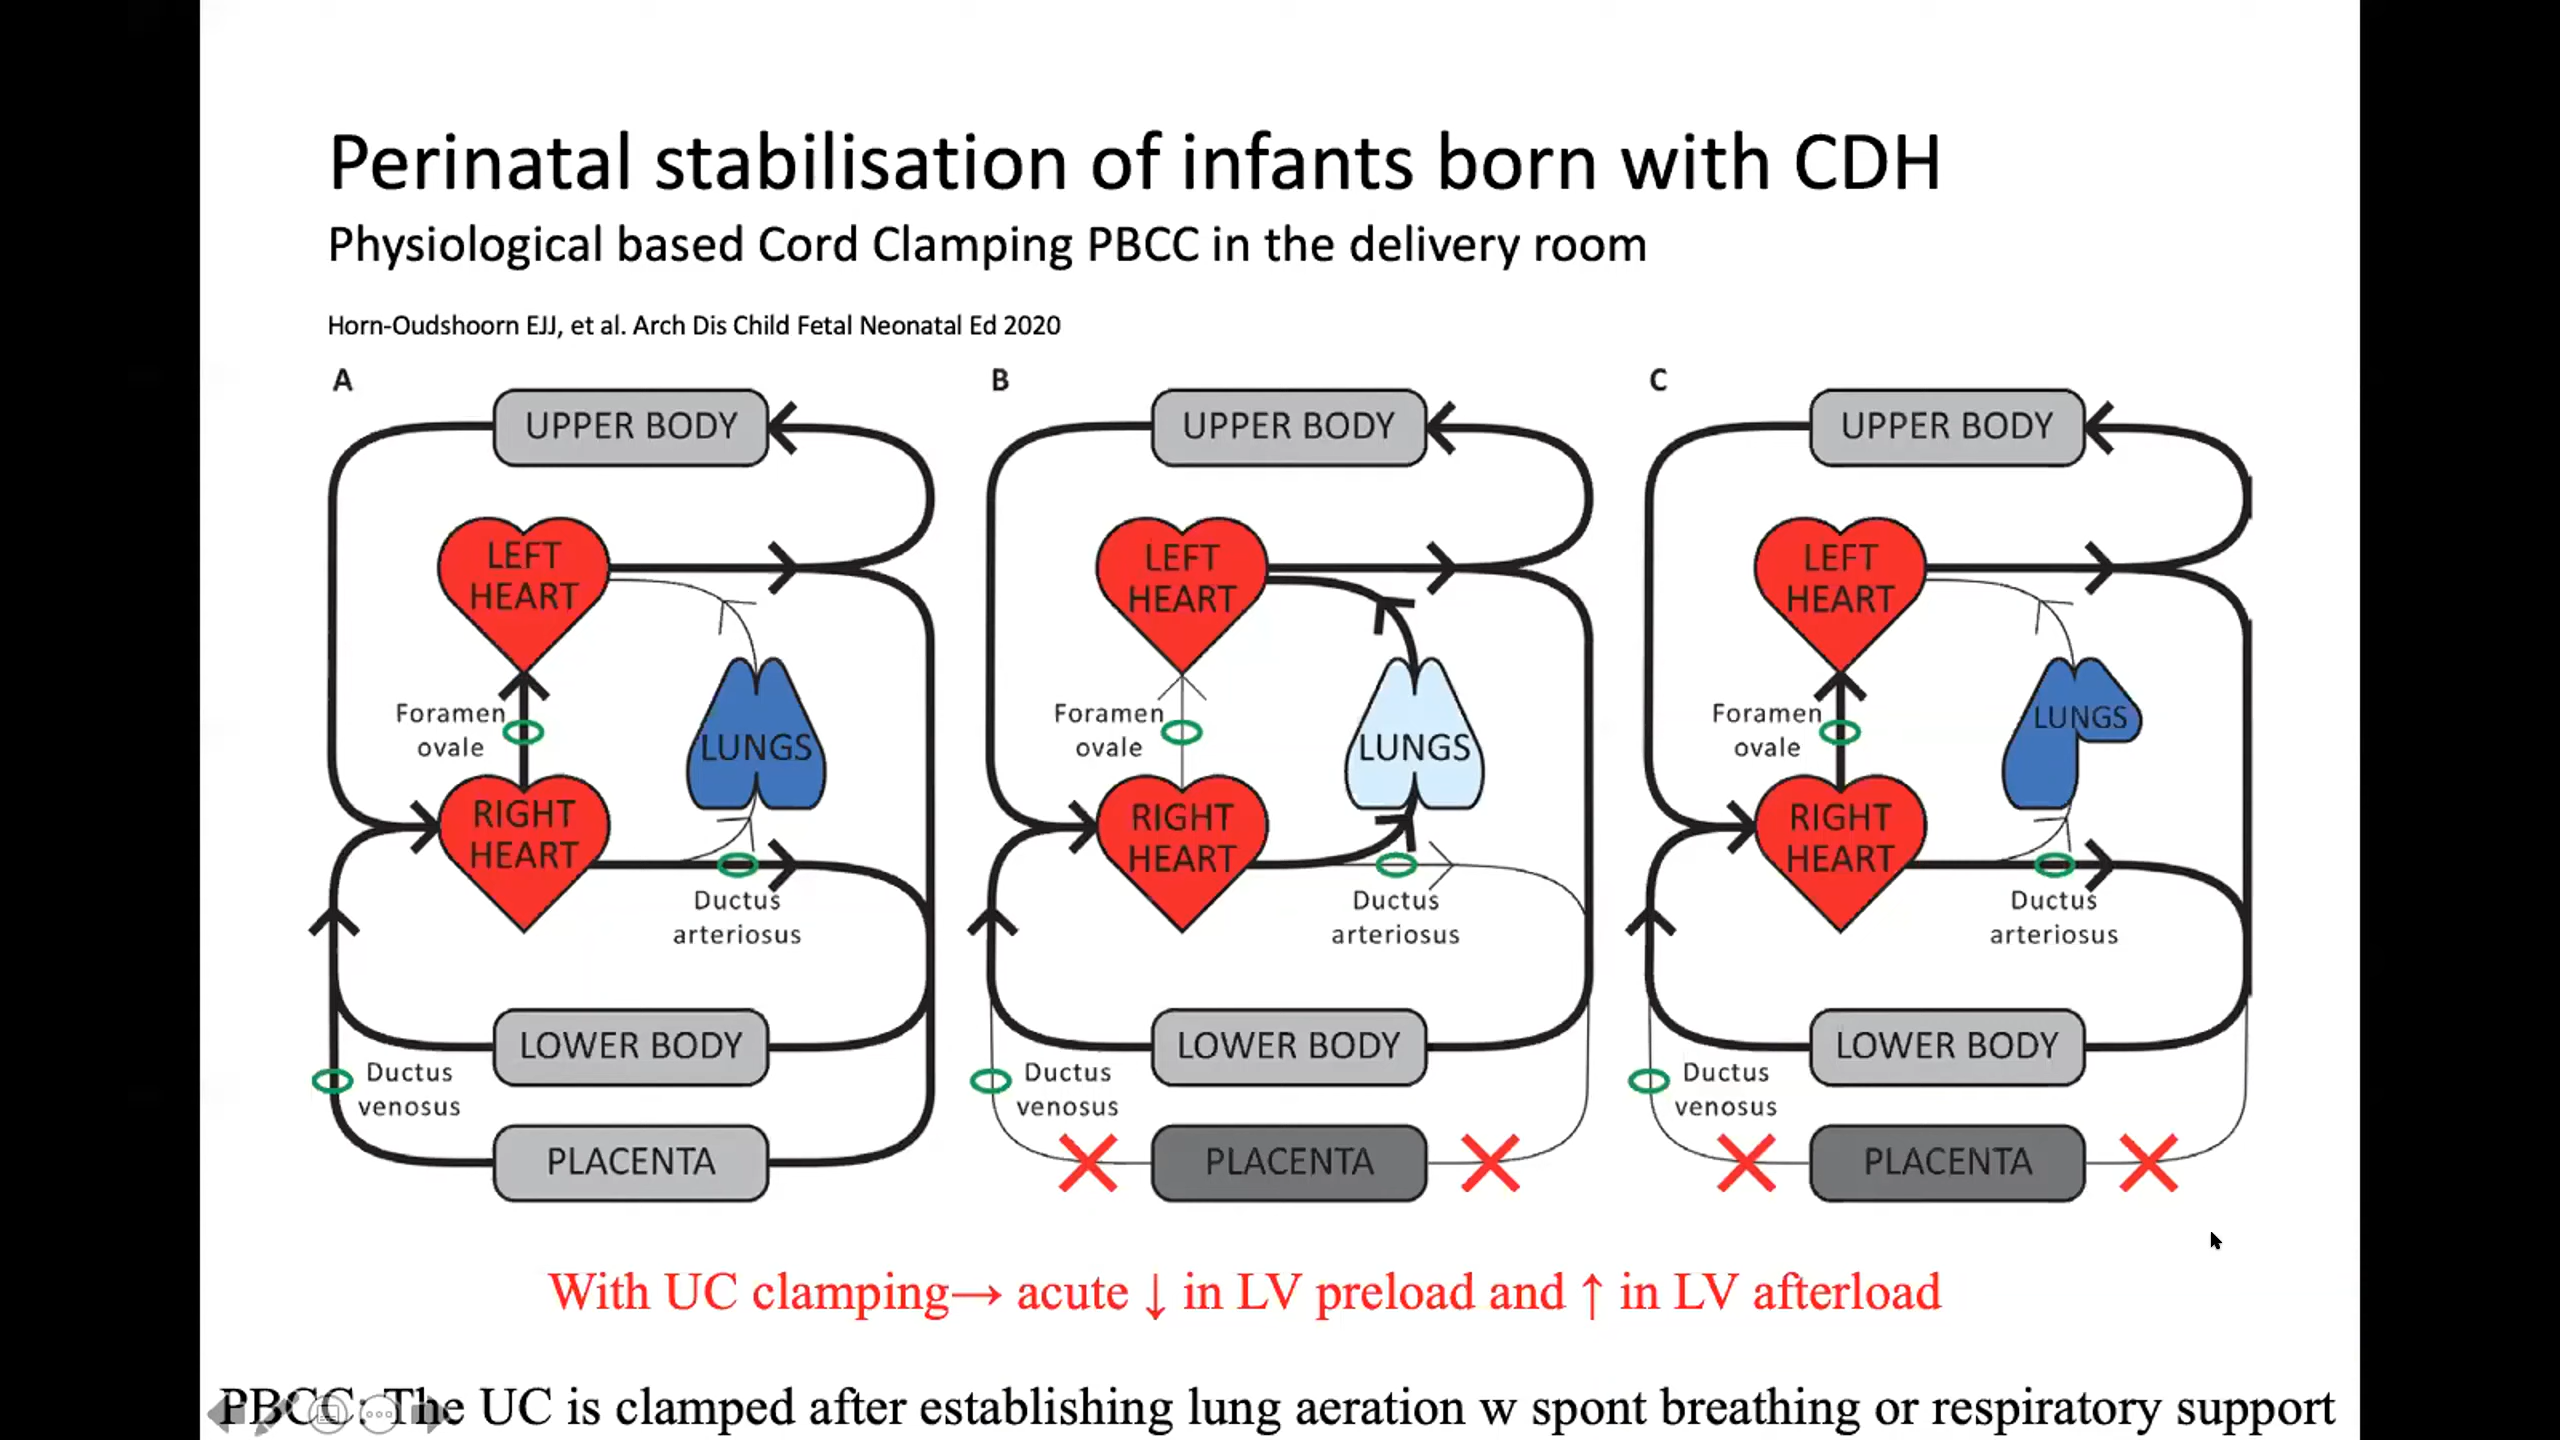 Perinatal stabilisation of infants born with CDH
Physiological based Cord Clamping PBCC in the delivery room
Horn-Oudshoorn EJJ, et al. Arch Dis Child Fetal Neonatal Ed 2020
A
UPPER BODY
LEFT
HEART
Foramen
ovale
LUNGS
RIGHT
HEART
Ductus
arteriosus
LOWER BODY
Ductus
venosus
PLACENTA
B
UPPER BODY
LEFT
HEART
Foramen
ovale
LUNGS
RIGHT
HEART
Ductus
arteriosus
LOWER BODY
Ductus
venosus
PLACENTA
C
UPPER BODY
LEFT
HEART
Foramen
ovale
LUNGS
RIGHT
HEART
Ductus
arteriosus
LOWER BODY
Ductus
venosus
PLACENTA
With UC clamping→ acute ↓ in LV preload and ↑ in LV afterload
PBCC: The UC is clamped after establishing lung aeration w spont breathing or respiratory support